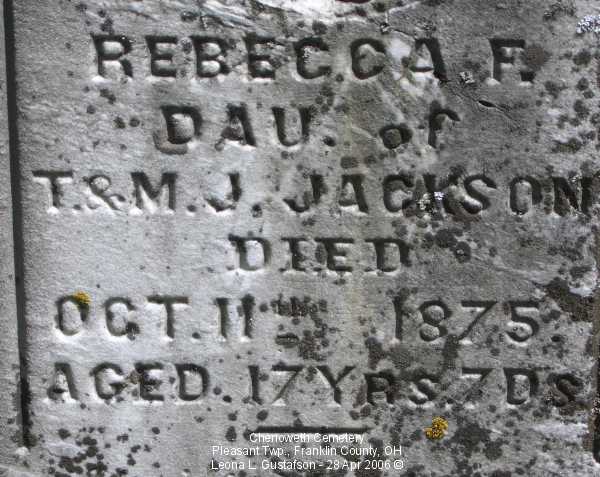 REBECCA F.
DAU. of
T. & M. J. JACKSON
DIED
OCT. 11TH 1875.
AGED. 17 YRS. 7 DS
Chenoweth Cemetery
Pleasant Twp., Franklin County, OH
Leona L. Gustafson - 28 Apr 2006 ©